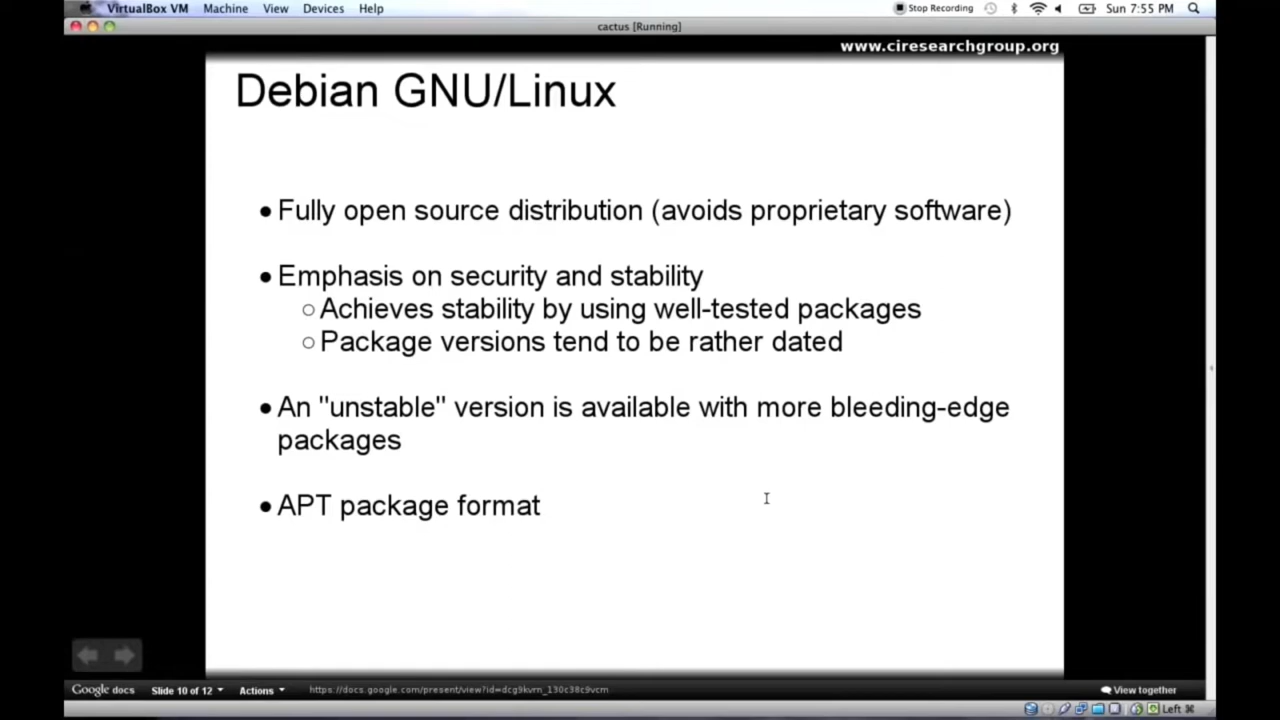 VirtualBox VM Machine View Devices Help Stop Recording Sun 7:55 PM
cactus [Running]
www.ciresearchgroup.org
Debian GNU/Linux
● Fully open source distribution (avoids proprietary software)
● Emphasis on security and stability
○ Achieves stability by using well-tested packages
○ Package versions tend to be rather dated
● An "unstable" version is available with more bleeding-edge
packages
● APT package format
Google docs Slide 10 of 12 Actions https://docs.google.com/present/view?id=dcg9kvrn_130c38c9vcm View together
Left ⌘